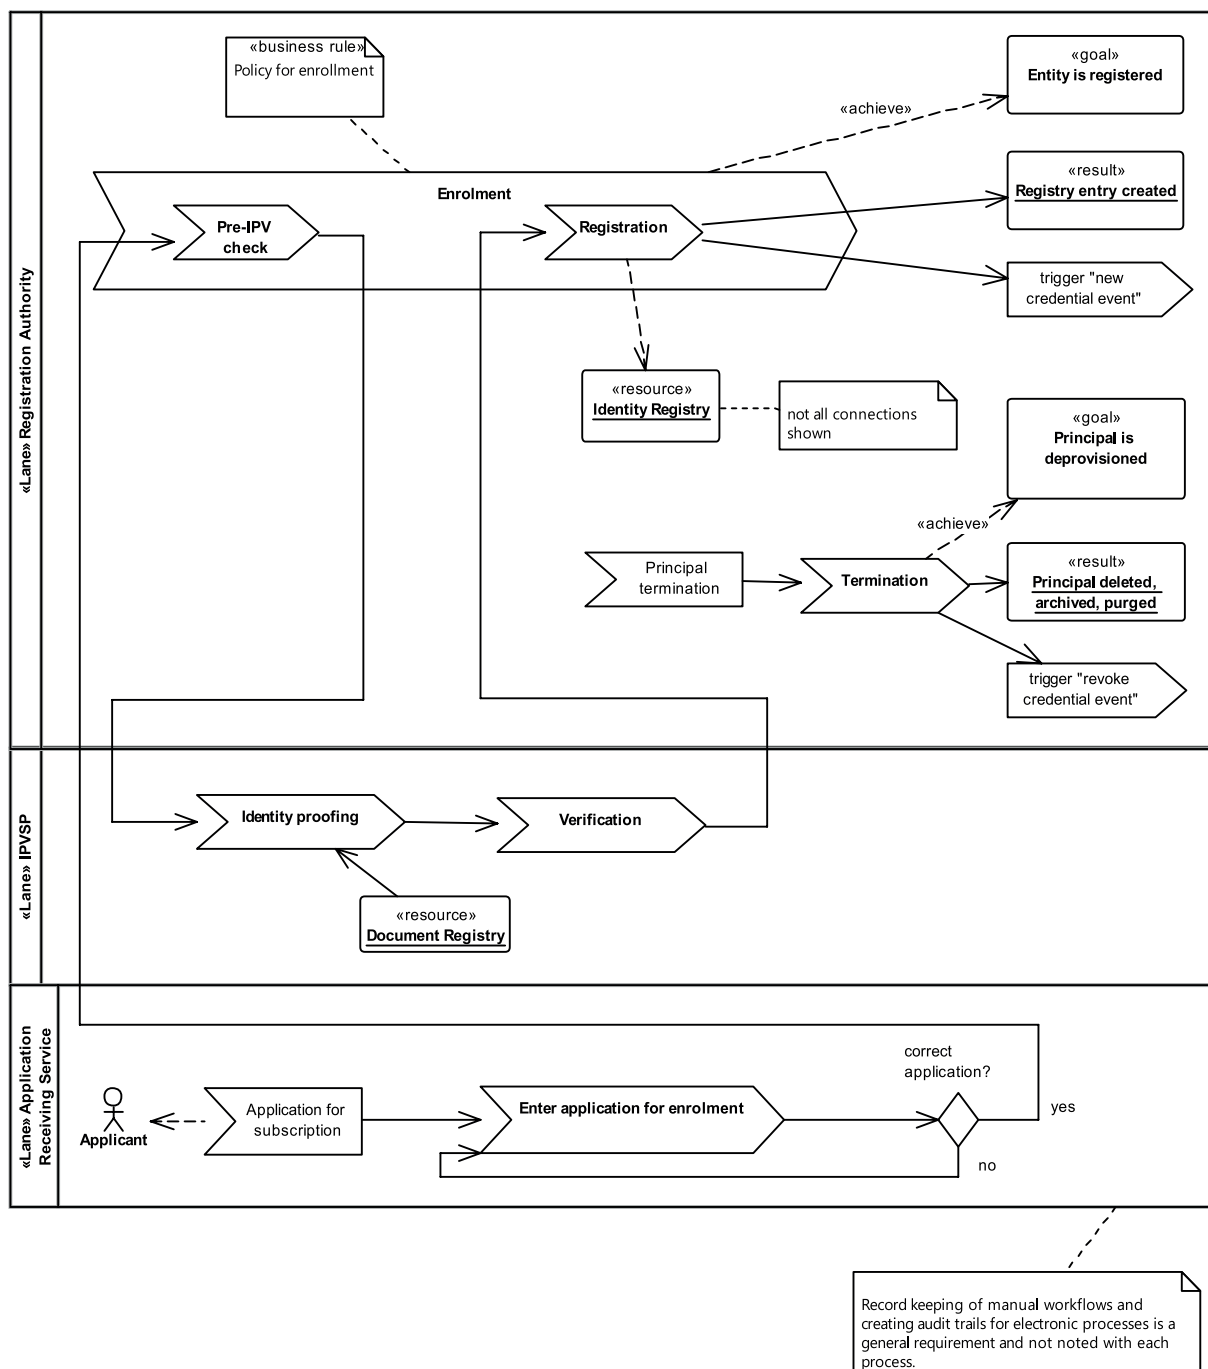 «Lane» Registration Authority
«business rule»
Policy for enrollment
«goal»
Entity is registered
«achieve»
Enrolment
Pre-IPV
check
Registration
«result»
Registry entry created
trigger "new
credential event"
«resource»
Identity Registry
not all connections
shown
«goal»
Principal is
deprovisioned
«achieve»
Principal
termination
Termination
«result»
Principal deleted,
archived, purged
trigger "revoke
credential event"
«Lane» IPVSP
Identity proofing
Verification
«resource»
Document Registry
«Lane» Application
Receiving Service
Applicant
Application for
subscription
Enter application for enrolment
correct
application?
yes
no
Record keeping of manual workflows and
creating audit trails for electronic processes is a
general requirement and not noted with each
process.